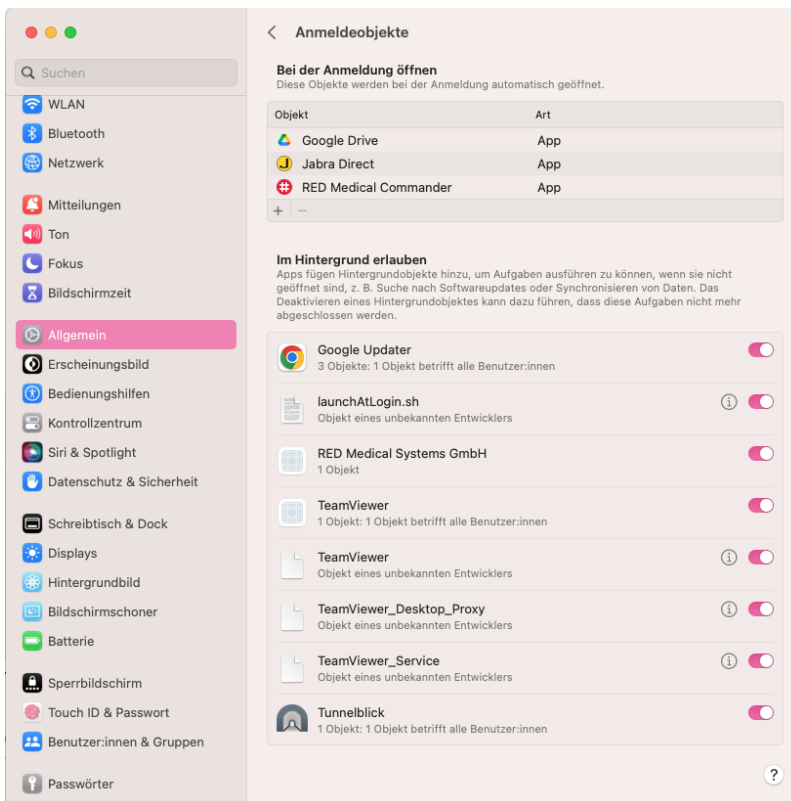 Anmeldeobjekte
Suchen
WLAN
Bluetooth
Netzwerk
Mitteilungen
Ton
Fokus
Bildschirmzeit
Allgemein
Erscheinungsbild
Bedienungshilfen
Kontrollzentrum
Siri & Spotlight
Datenschutz & Sicherheit
Schreibtisch & Dock
Displays
Hintergrundbild
Bildschirmschoner
Batterie
Sperrbildschirm
Touch ID & Passwort
Benutzer:innen & Gruppen
Passwörter
Bei der Anmeldung öffnen
Diese Objekte werden bei der Anmeldung automatisch geöffnet.
Objekt Art
Google Drive App
Jabra Direct App
RED Medical Commander App
+ −
Im Hintergrund erlauben
Apps fügen Hintergrundobjekte hinzu, um Aufgaben ausführen zu können, wenn sie nicht
geöffnet sind, z. B. Suche nach Softwareupdates oder Synchronisieren von Daten. Das
Deaktivieren eines Hintergrundobjektes kann dazu führen, dass diese Aufgaben nicht mehr
abgeschlossen werden.
Google Updater
3 Objekte: 1 Objekt betrifft alle Benutzer:innen
launchAtLogin.sh
Objekt eines unbekannten Entwicklers
RED Medical Systems GmbH
1 Objekt
TeamViewer
1 Objekt: 1 Objekt betrifft alle Benutzer:innen
TeamViewer
Objekt eines unbekannten Entwicklers
TeamViewer_Desktop_Proxy
Objekt eines unbekannten Entwicklers
TeamViewer_Service
Objekt eines unbekannten Entwicklers
Tunnelblick
1 Objekt: 1 Objekt betrifft alle Benutzer:innen
?